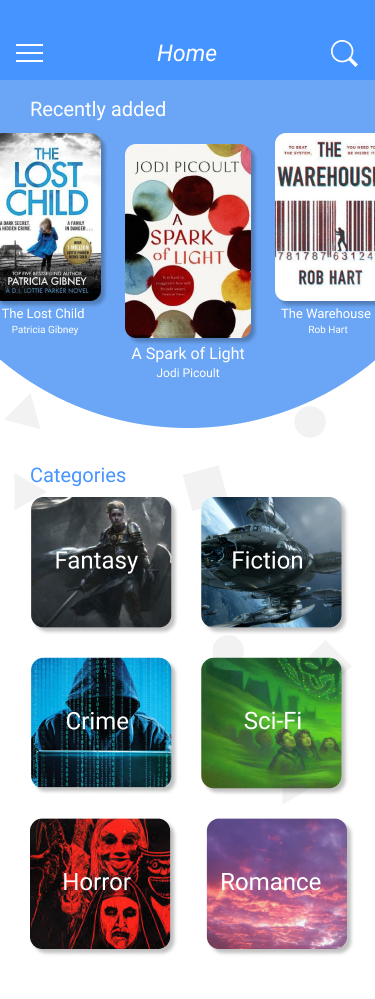 Home
Recently added
THE
LOST
CHILD
A DARK SECRET.
A HIDDEN CRIME.
A FAMILY
IN DANGER...
TOP FIVE BESTSELLING AUTHOR
PATRICIA GIBNEY
A D.I. LOTTIE PARKER NOVEL
The Lost Child
Patricia Gibney
JODI PICOULT
A
SPARK
of LIGHT
A Spark of Light
Jodi Picoult
TO BEAT
THE SYSTEM,
THE
YOU NEED TO
BE INSIDE IT
WAREHOUS
781787 63124
ROB HART
The Warehouse
Rob Hart
Categories
Fantasy
Fiction
Crime
Sci-Fi
Horror
Romance